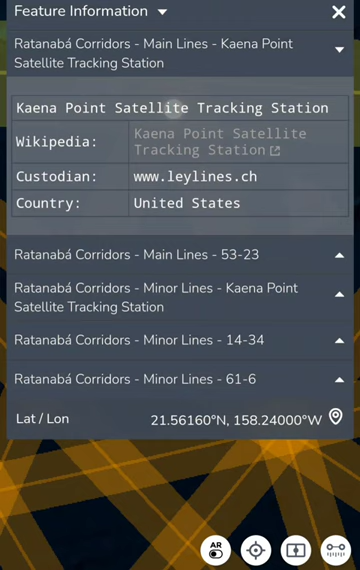 Feature Information
Ratanabá Corridors - Main Lines - Kaena Point
Satellite Tracking Station
Kaena Point Satellite Tracking Station
Wikipedia: Kaena Point Satellite
Tracking Station
Custodian: www.leylines.ch
Country: United States
Ratanabá Corridors - Main Lines - 53-23
Ratanabá Corridors - Minor Lines - Kaena Point
Satellite Tracking Station
Ratanabá Corridors - Minor Lines - 14-34
Ratanabá Corridors - Minor Lines - 61-6
Lat / Lon 21.56160°N, 158.24000°W
AR